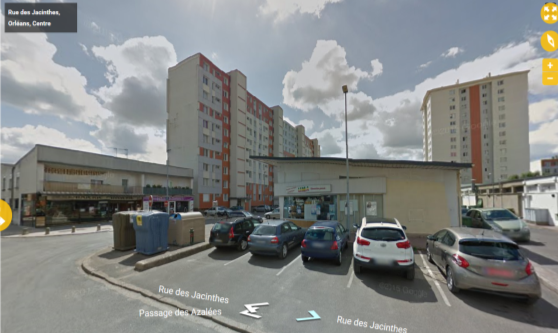 Rue des Jacinthes,
Orléans, Centre
Rue des Jacinthes
Passage des Azalées
Rue des Jacinthes